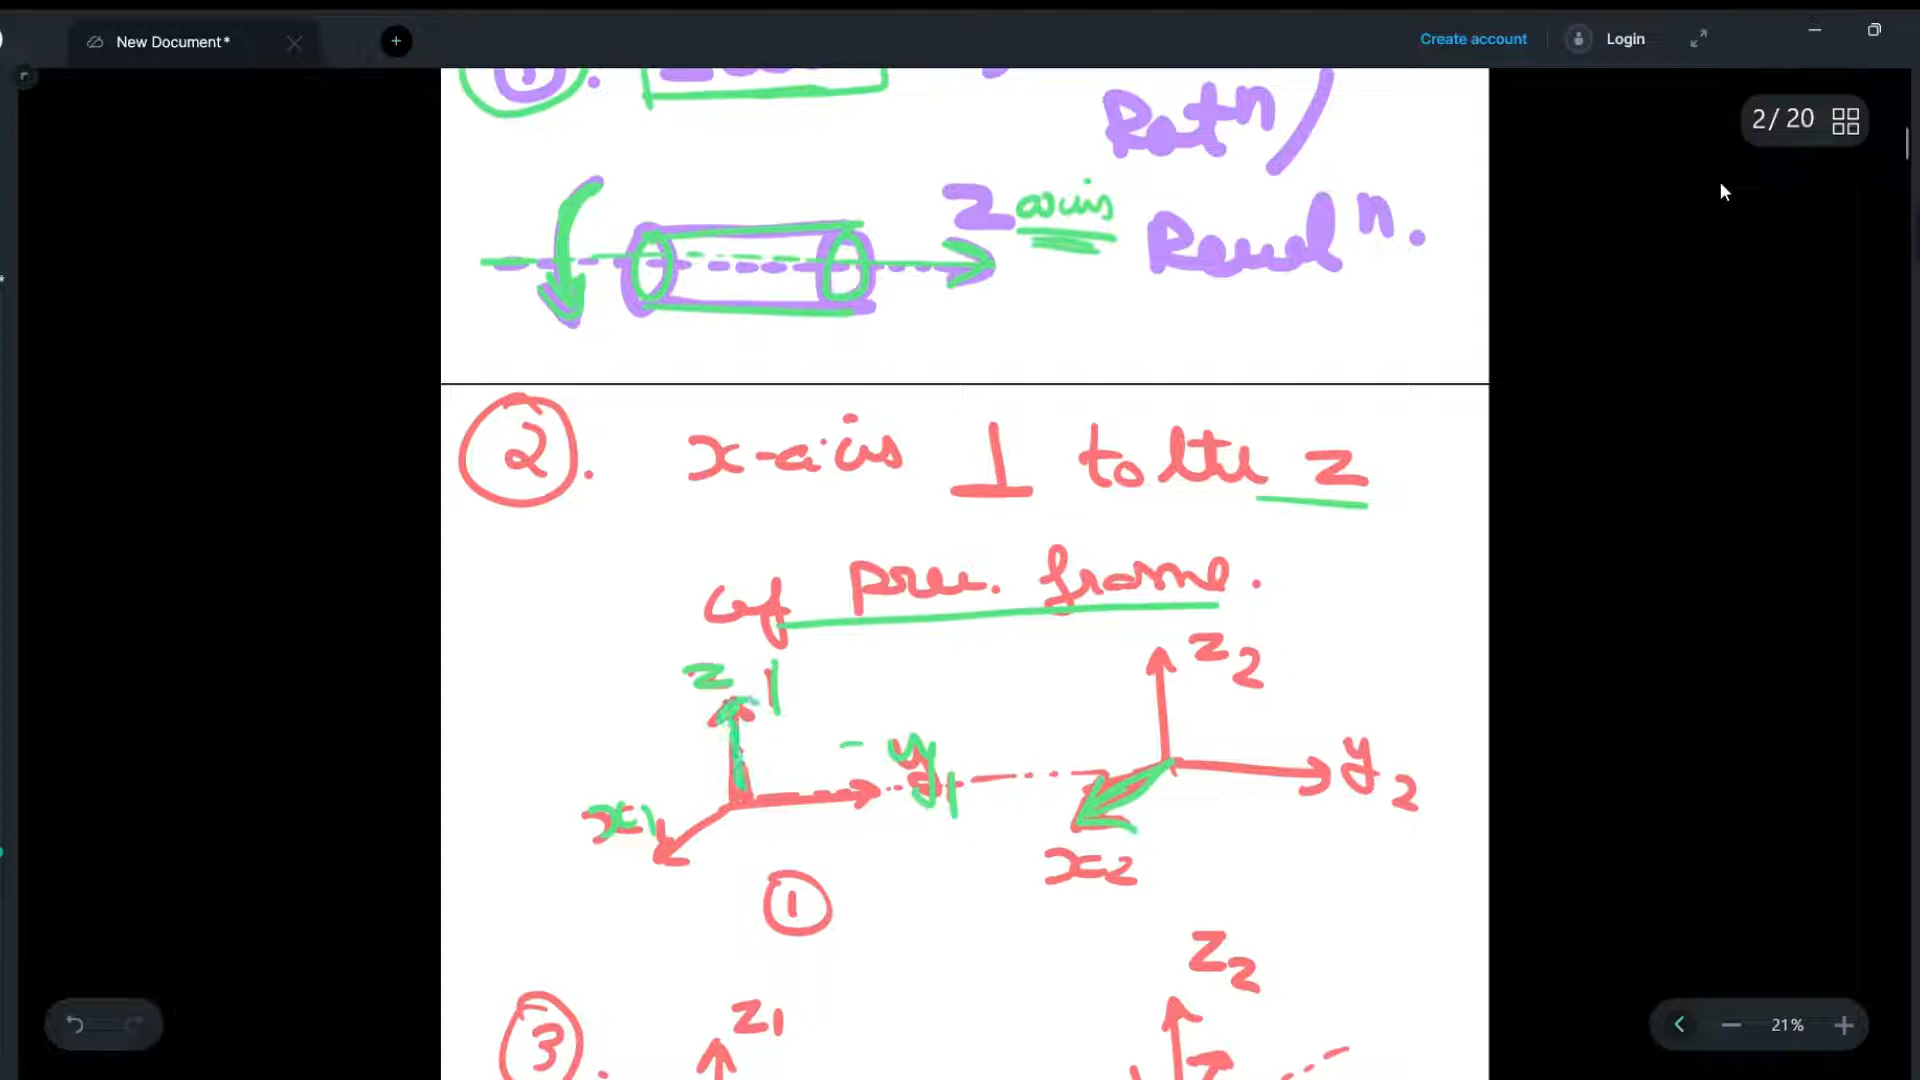 New Document*
Create account
Login
2/ 20
1.
Rotⁿ/
Z axis
Revolⁿ.
2. x-axis ⊥ to the z
of prev. frame.
z1
z2
y1
y2
x1
x2
1
z2
3.
z1
21%